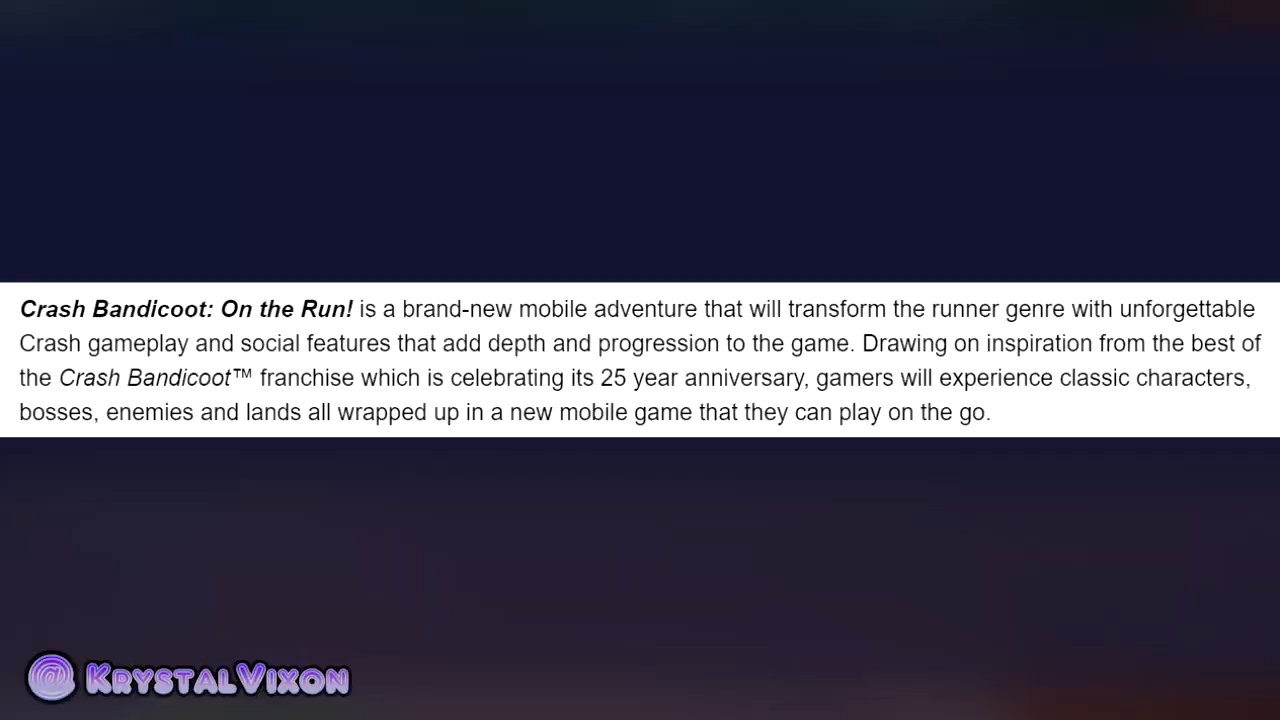 Crash Bandicoot: On the Run! is a brand-new mobile adventure that will transform the runner genre with unforgettable
Crash gameplay and social features that add depth and progression to the game. Drawing on inspiration from the best of
the Crash Bandicoot™ franchise which is celebrating its 25 year anniversary, gamers will experience classic characters,
bosses, enemies and lands all wrapped up in a new mobile game that they can play on the go.
@ KRYSTALVIXON